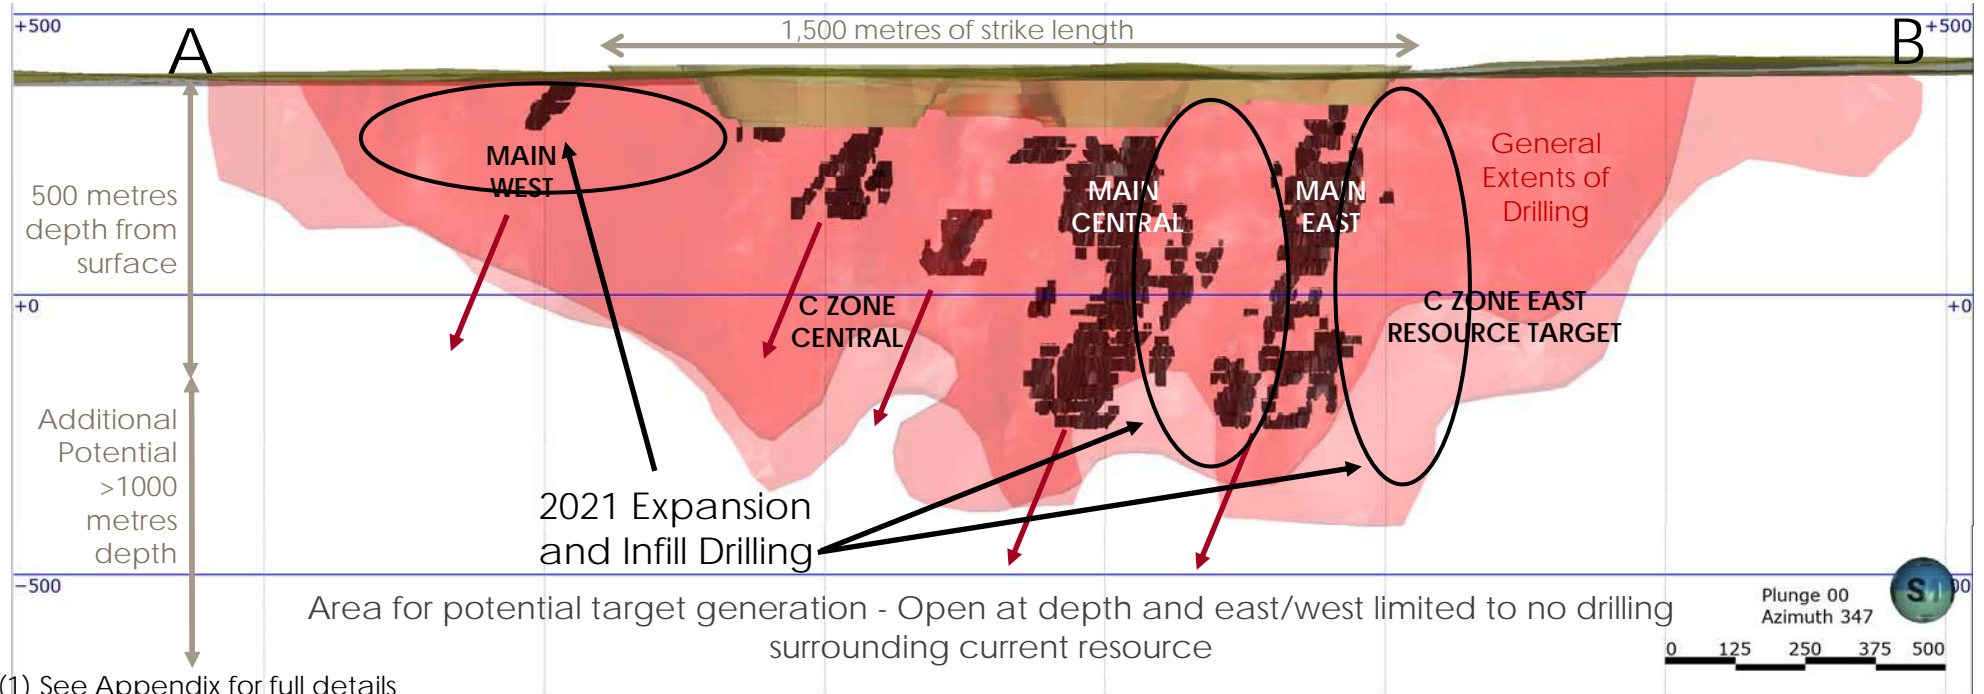 +500
A
1,500 metres of strike length
B
+500
MAIN
WEST
MAIN
CENTRAL
MAIN
EAST
General
Extents of
Drilling
500 metres
depth from
surface
+0
C ZONE
CENTRAL
C ZONE EAST
RESOURCE TARGET
+0
Additional
Potential
>1000
metres
depth
2021 Expansion
and Infill Drilling
-500
Area for potential target generation - Open at depth and east/west limited to no drilling
surrounding current resource
Plunge 00
Azimuth 347
S
0 125 250 375 500
(1) See Appendix for full details